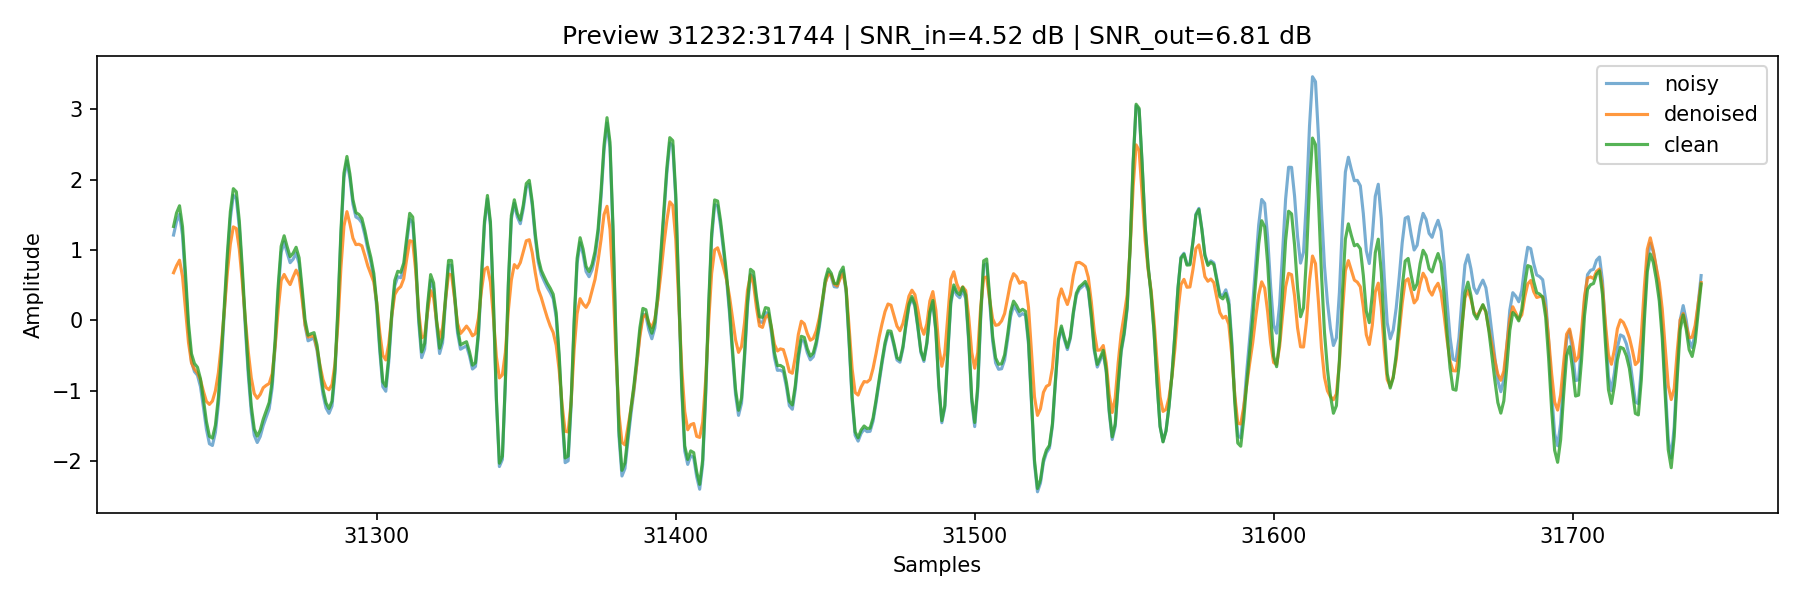 Preview 31232:31744 | SNR_in=4.52 dB | SNR_out=6.81 dB
noisy
denoised
clean
Amplitude
3
2
1
0
−1
−2
31300
31400
31500
31600
31700
Samples